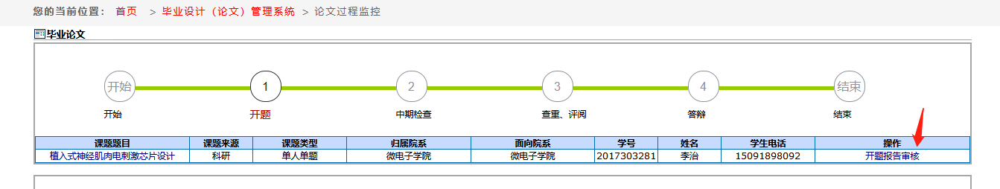 您的当前位置： 首页 > 毕业设计（论文）管理系统 > 论文过程监控
毕业论文
开始 1 2 3 4 结束
开始 开题 中期检查 查重、评阅 答辩 结束
课题题目 课题来源 课题类型 归属院系 面向院系 学号 姓名 学生电话 操作
植入式神经肌肉电刺激芯片设计 科研 单人单题 微电子学院 微电子学院 2017303281 李治 15091898092 开题报告审核